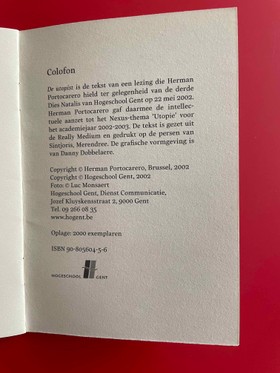 Colofon
De utopist is de tekst van een lezing die Herman
Portocarero hield ter gelegenheid van de derde
Dies Natalis van Hogeschool Gent op 22 mei 2002.
Herman Portocarero gaf daarmee de intellec-
tuele aanzet tot het Nexus-thema 'Utopie' voor
het academiejaar 2002-2003. De tekst is gezet uit
de Really Medium en gedrukt op de persen van
Sintjoris, Merendree. De grafische vormgeving is
van Danny Dobbelaere.
Copyright © Herman Portocarero, Brussel, 2002
Copyright © Hogeschool Gent, 2002
Foto © Luc Monsaert
Hogeschool Gent, Dienst Communicatie,
Jozef Kluyskensstraat 2, 9000 Gent
Tel. 09 266 08 35
www.hogent.be
Oplage: 2000 exemplaren
ISBN 90-805604-5-6
HOGESCHOOL GENT